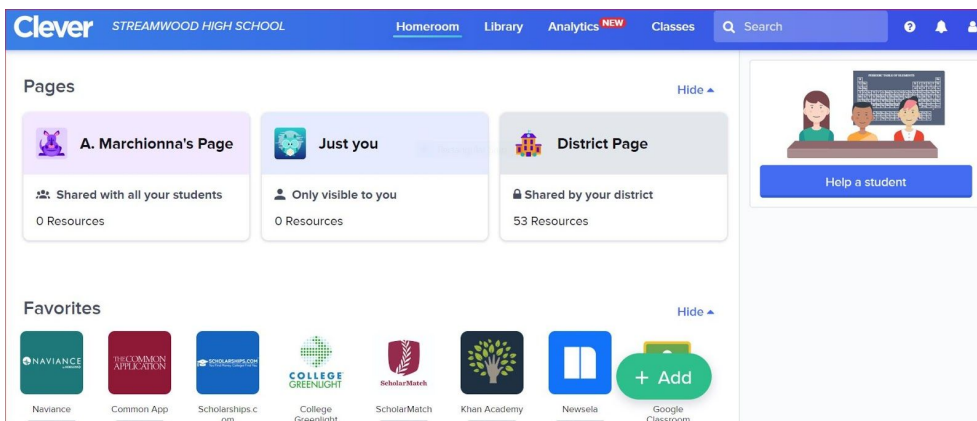 Clever STREAMWOOD HIGH SCHOOL Homeroom Library Analytics NEW Classes Search
Pages
Hide
A. Marchionna's Page
Shared with all your students
0 Resources
Just you
Only visible to you
0 Resources
District Page
Shared by your district
53 Resources
Help a student
Favorites
Hide
NAVIANCE
THE COMMON
APPLICATION
SCHOLARSHIPS.COM
COLLEGE
GREENLIGHT
ScholarMatch
+ Add
Naviance
Common App
Scholarships.c
om
College
Greenlight
ScholarMatch
Khan Academy
Newsela
Google
Classroom